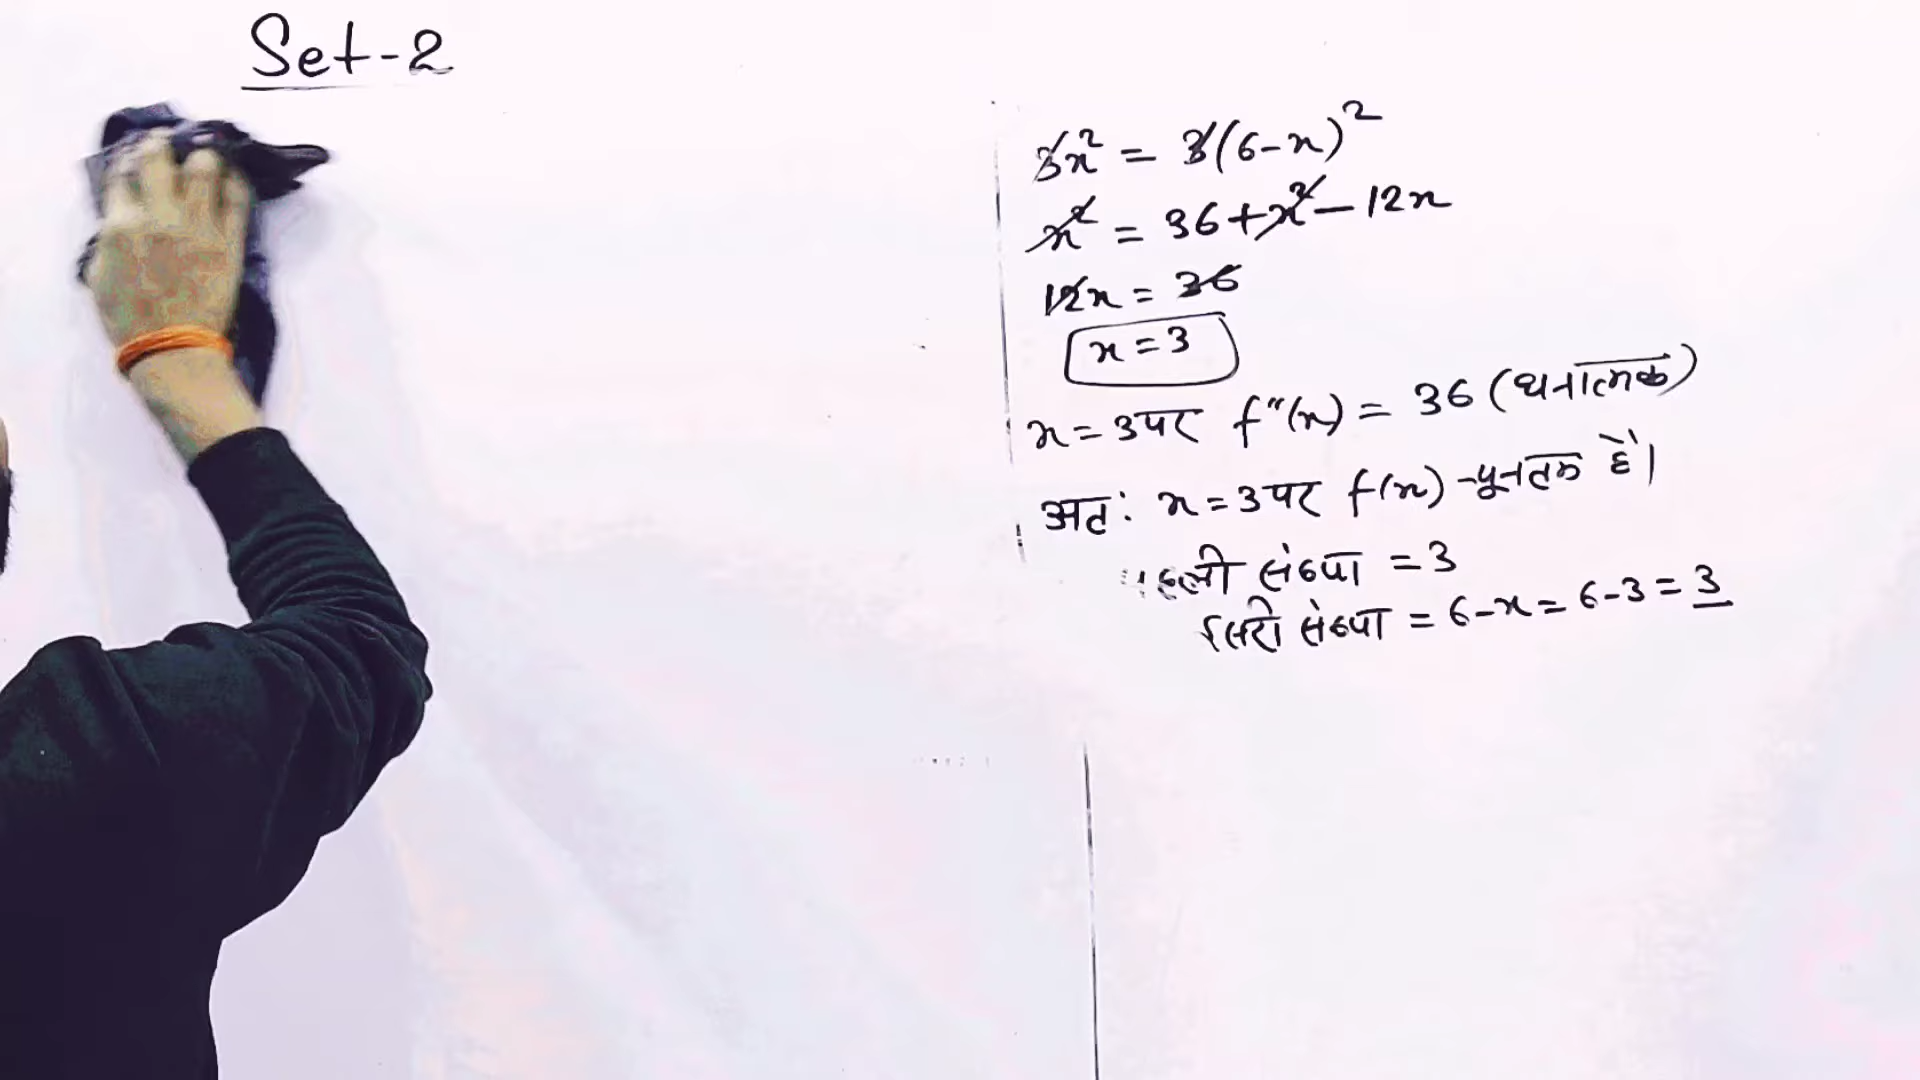 Set-2
3x² = 3(6-x)²
x² = 36+x²-12x
12x = 36
x = 3
x = 3 पर f"(x) = 36 (धनात्मक)
अतः x = 3 पर f(x) न्यूनतम है।
संख्या = 3
संख्या = 6-x = 6-3 = 3